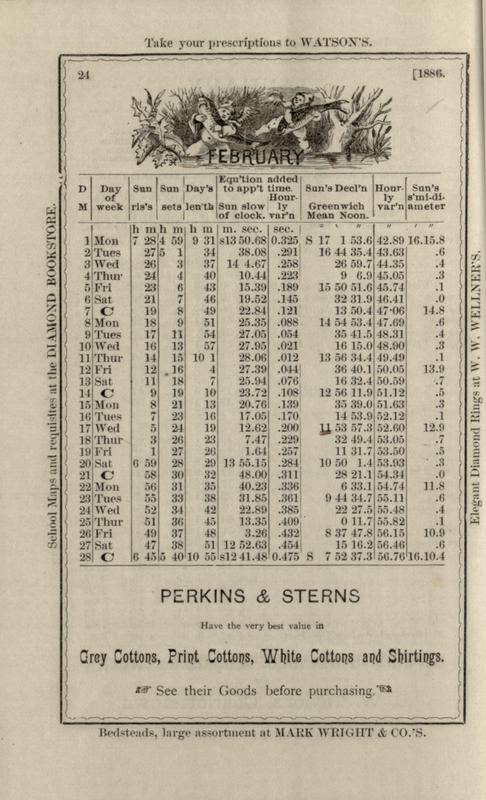 Take your prescriptions to WATSON'S.
24 [1886.
FEBRUARY
D M Day of week Sun ris's Sun sets Day's len'th Equ'tion added to app't time. Sun slow of clock. Hourly var'n Sun's Decl'n Greenwich Mean Noon. Hourly var'n Sun's s'mi-diameter
h m h m h m m. sec. sec. ° ' " " ' "
1 Mon 7 28 4 59 9 31 s13 50.68 0.325 S 17 1 53.6 42.89 16.15.8
2 Tues 27 5 1 34 38.08 .291 16 44 35.4 43.63 .6
3 Wed 26 3 37 14 4.67 .258 26 59.7 44.35 .4
4 Thur 24 4 40 10.44 .223 9 6.9 45.05 .3
5 Fri 23 6 43 15.39 .189 15 50 51.6 45.74 .1
6 Sat 21 7 46 19.52 .145 32 31.9 46.41 .0
7 C 19 8 49 22.84 .121 13 50.4 47.06 14.8
8 Mon 18 9 51 25.35 .088 14 54 53.4 47.69 .6
9 Tues 17 11 54 27.05 .054 35 41.5 48.31 .4
10 Wed 16 13 57 27.95 .021 16 15.0 48.90 .3
11 Thur 14 15 10 1 28.06 .012 13 56 34.4 49.49 .1
12 Fri 12 16 4 27.39 .044 36 40.1 50.05 13.9
13 Sat 11 18 7 25.94 .076 16 32.4 50.59 .7
14 C 9 19 10 23.72 .108 12 56 11.9 51.12 .5
15 Mon 8 21 13 20.76 .139 35 39.0 51.63 .3
16 Tues 7 23 16 17.05 .170 14 53.9 52.12 .1
17 Wed 5 24 19 12.62 .200 11 53 57.3 52.60 12.9
18 Thur 3 26 23 7.47 .229 32 49.4 53.05 .7
19 Fri 1 27 26 1.64 .257 11 31.7 53.50 .5
20 Sat 6 59 28 29 13 55.15 .284 10 50 1.4 53.93 .3
21 C 58 30 32 48.00 .311 28 21.1 54.34 .0
22 Mon 56 31 35 40.23 .336 6 33.1 54.74 11.8
23 Tues 55 33 38 31.85 .361 9 44 34.7 55.11 .6
24 Wed 52 34 42 22.89 .385 22 27.5 55.48 .4
25 Thur 51 36 45 13.35 .409 0 11.7 55.82 .1
26 Fri 49 37 48 3.26 .432 8 37 47.8 56.15 10.9
27 Sat 47 38 51 12 52.63 .454 15 16.2 56.46 .6
28 C 6 45 5 40 10 55 s12 41.48 0.475 S 7 52 37.3 56.76 16.10.4
PERKINS & STERNS
Have the very best value in
Grey Cottons, Print Cottons, White Cottons and Shirtings.
See their Goods before purchasing.
Bedsteads, large assortment at MARK WRIGHT & CO.'S.
School Maps and requisites at the DIAMOND BOOKSTORE.
Elegant Diamond Rings at W. W. WELLNER'S.